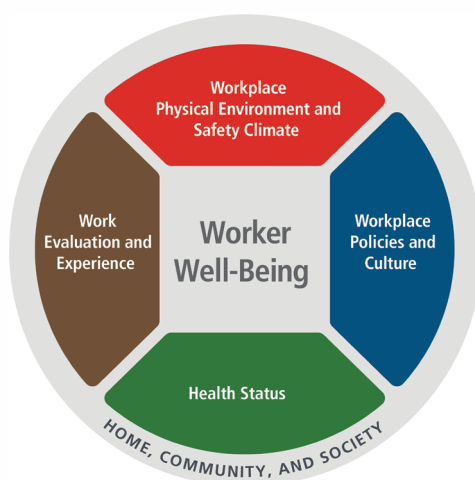 Workplace
Physical Environment and
Safety Climate
Work
Evaluation and
Experience
Worker
Well-Being
Workplace
Policies and
Culture
Health Status
HOME, COMMUNITY, AND SOCIETY